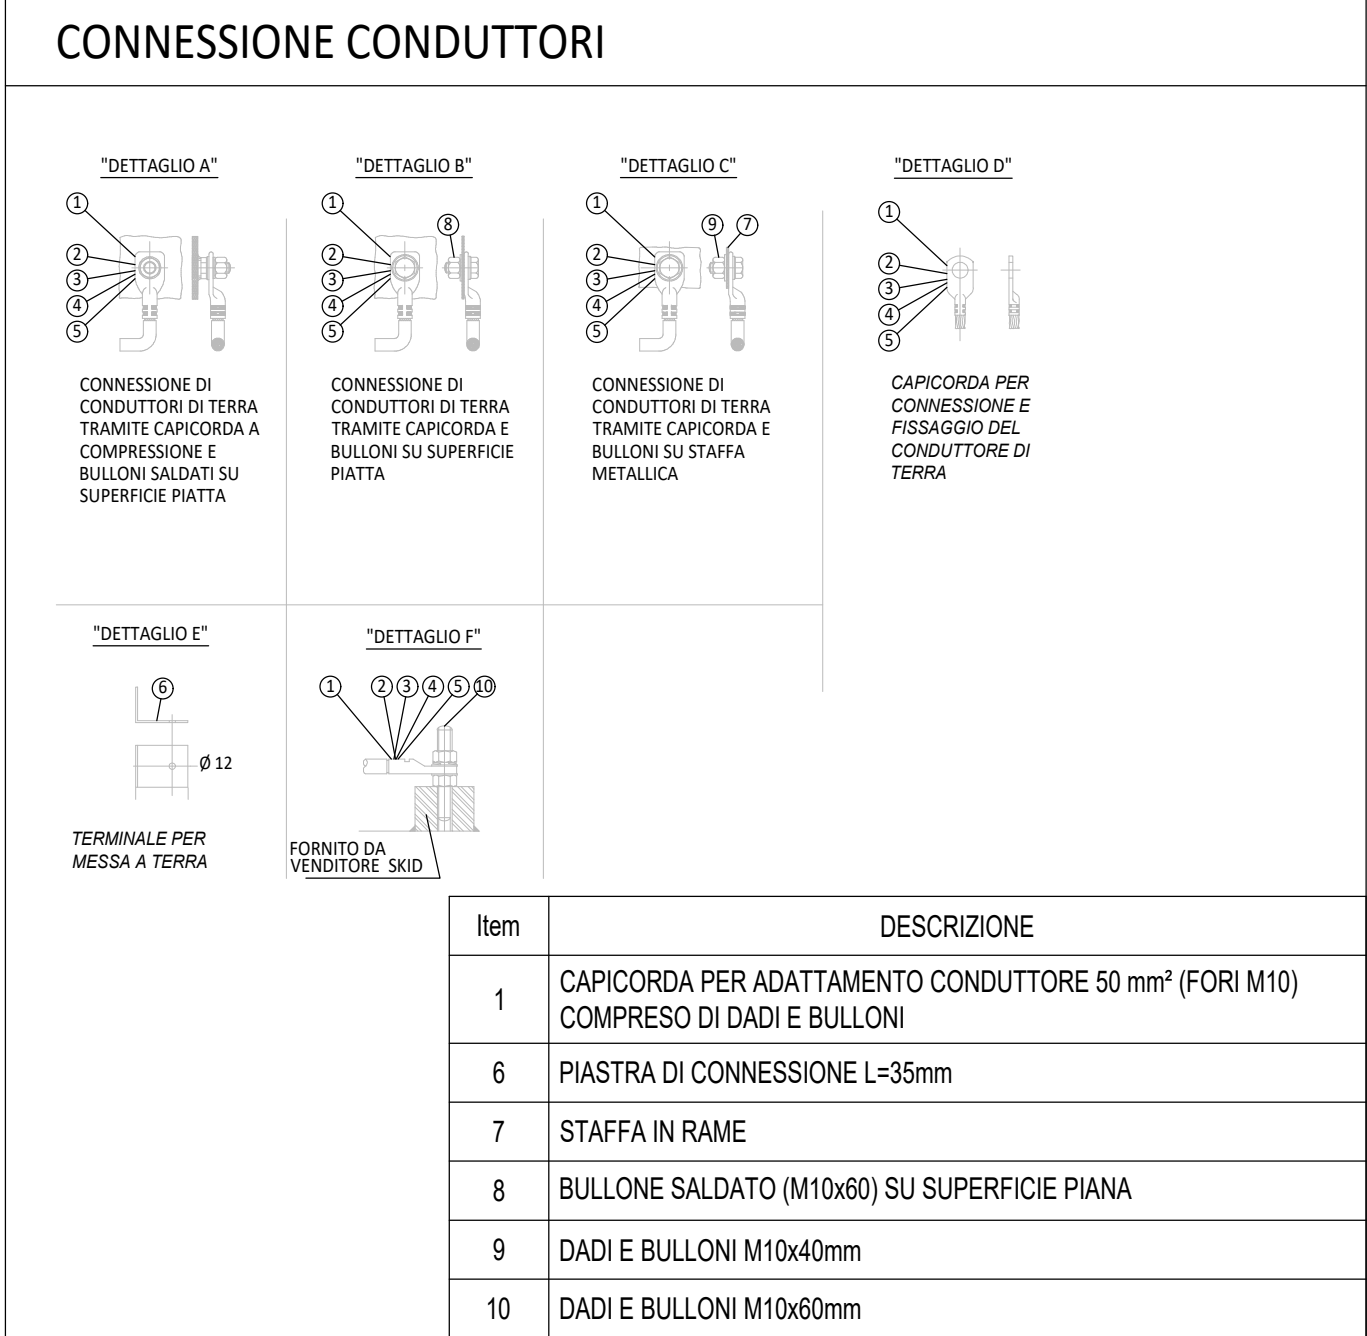 CONNESSIONE CONDUTTORI
"DETTAGLIO A"
1
2
3
4
5
CONNESSIONE DI
CONDUTTORI DI TERRA
TRAMITE CAPICORDA A
COMPRESSIONE E
BULLONI SALDATI SU
SUPERFICIE PIATTA
"DETTAGLIO B"
1
8
2
3
4
5
CONNESSIONE DI
CONDUTTORI DI TERRA
TRAMITE CAPICORDA E
BULLONI SU SUPERFICIE
PIATTA
"DETTAGLIO C"
1
9 7
2
3
4
5
CONNESSIONE DI
CONDUTTORI DI TERRA
TRAMITE CAPICORDA E
BULLONI SU STAFFA
METALLICA
"DETTAGLIO D"
1
2
3
4
5
CAPICORDA PER
CONNESSIONE E
FISSAGGIO DEL
CONDUTTORE DI
TERRA
"DETTAGLIO E"
6
Ø 12
TERMINALE PER
MESSA A TERRA
"DETTAGLIO F"
1 2 3 4 5 10
FORNITO DA
VENDITORE SKID
Item DESCRIZIONE
1 CAPICORDA PER ADATTAMENTO CONDUTTORE 50 mm² (FORI M10)
COMPRESO DI DADI E BULLONI
6 PIASTRA DI CONNESSIONE L=35mm
7 STAFFA IN RAME
8 BULLONE SALDATO (M10x60) SU SUPERFICIE PIANA
9 DADI E BULLONI M10x40mm
10 DADI E BULLONI M10x60mm